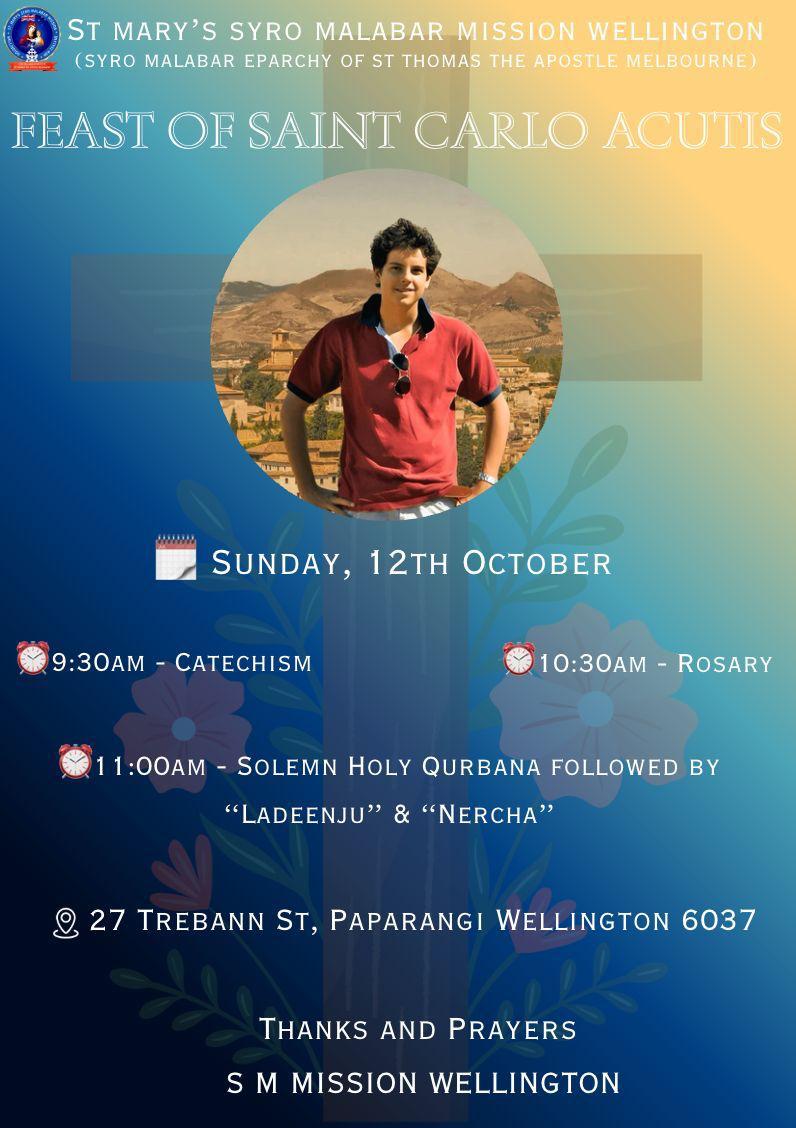 St Mary's Syro Malabar Mission Wellington
(Syro Malabar Eparchy of St Thomas the Apostle Melbourne)
FEAST OF SAINT CARLO ACUTIS
Sunday, 12th October
9:30am - Catechism
10:30am - Rosary
11:00am - Solemn Holy Qurbana followed by
“Ladeenju” & “Nercha”
27 Trebann St, Paparangi Wellington 6037
Thanks and Prayers
S M MISSION WELLINGTON